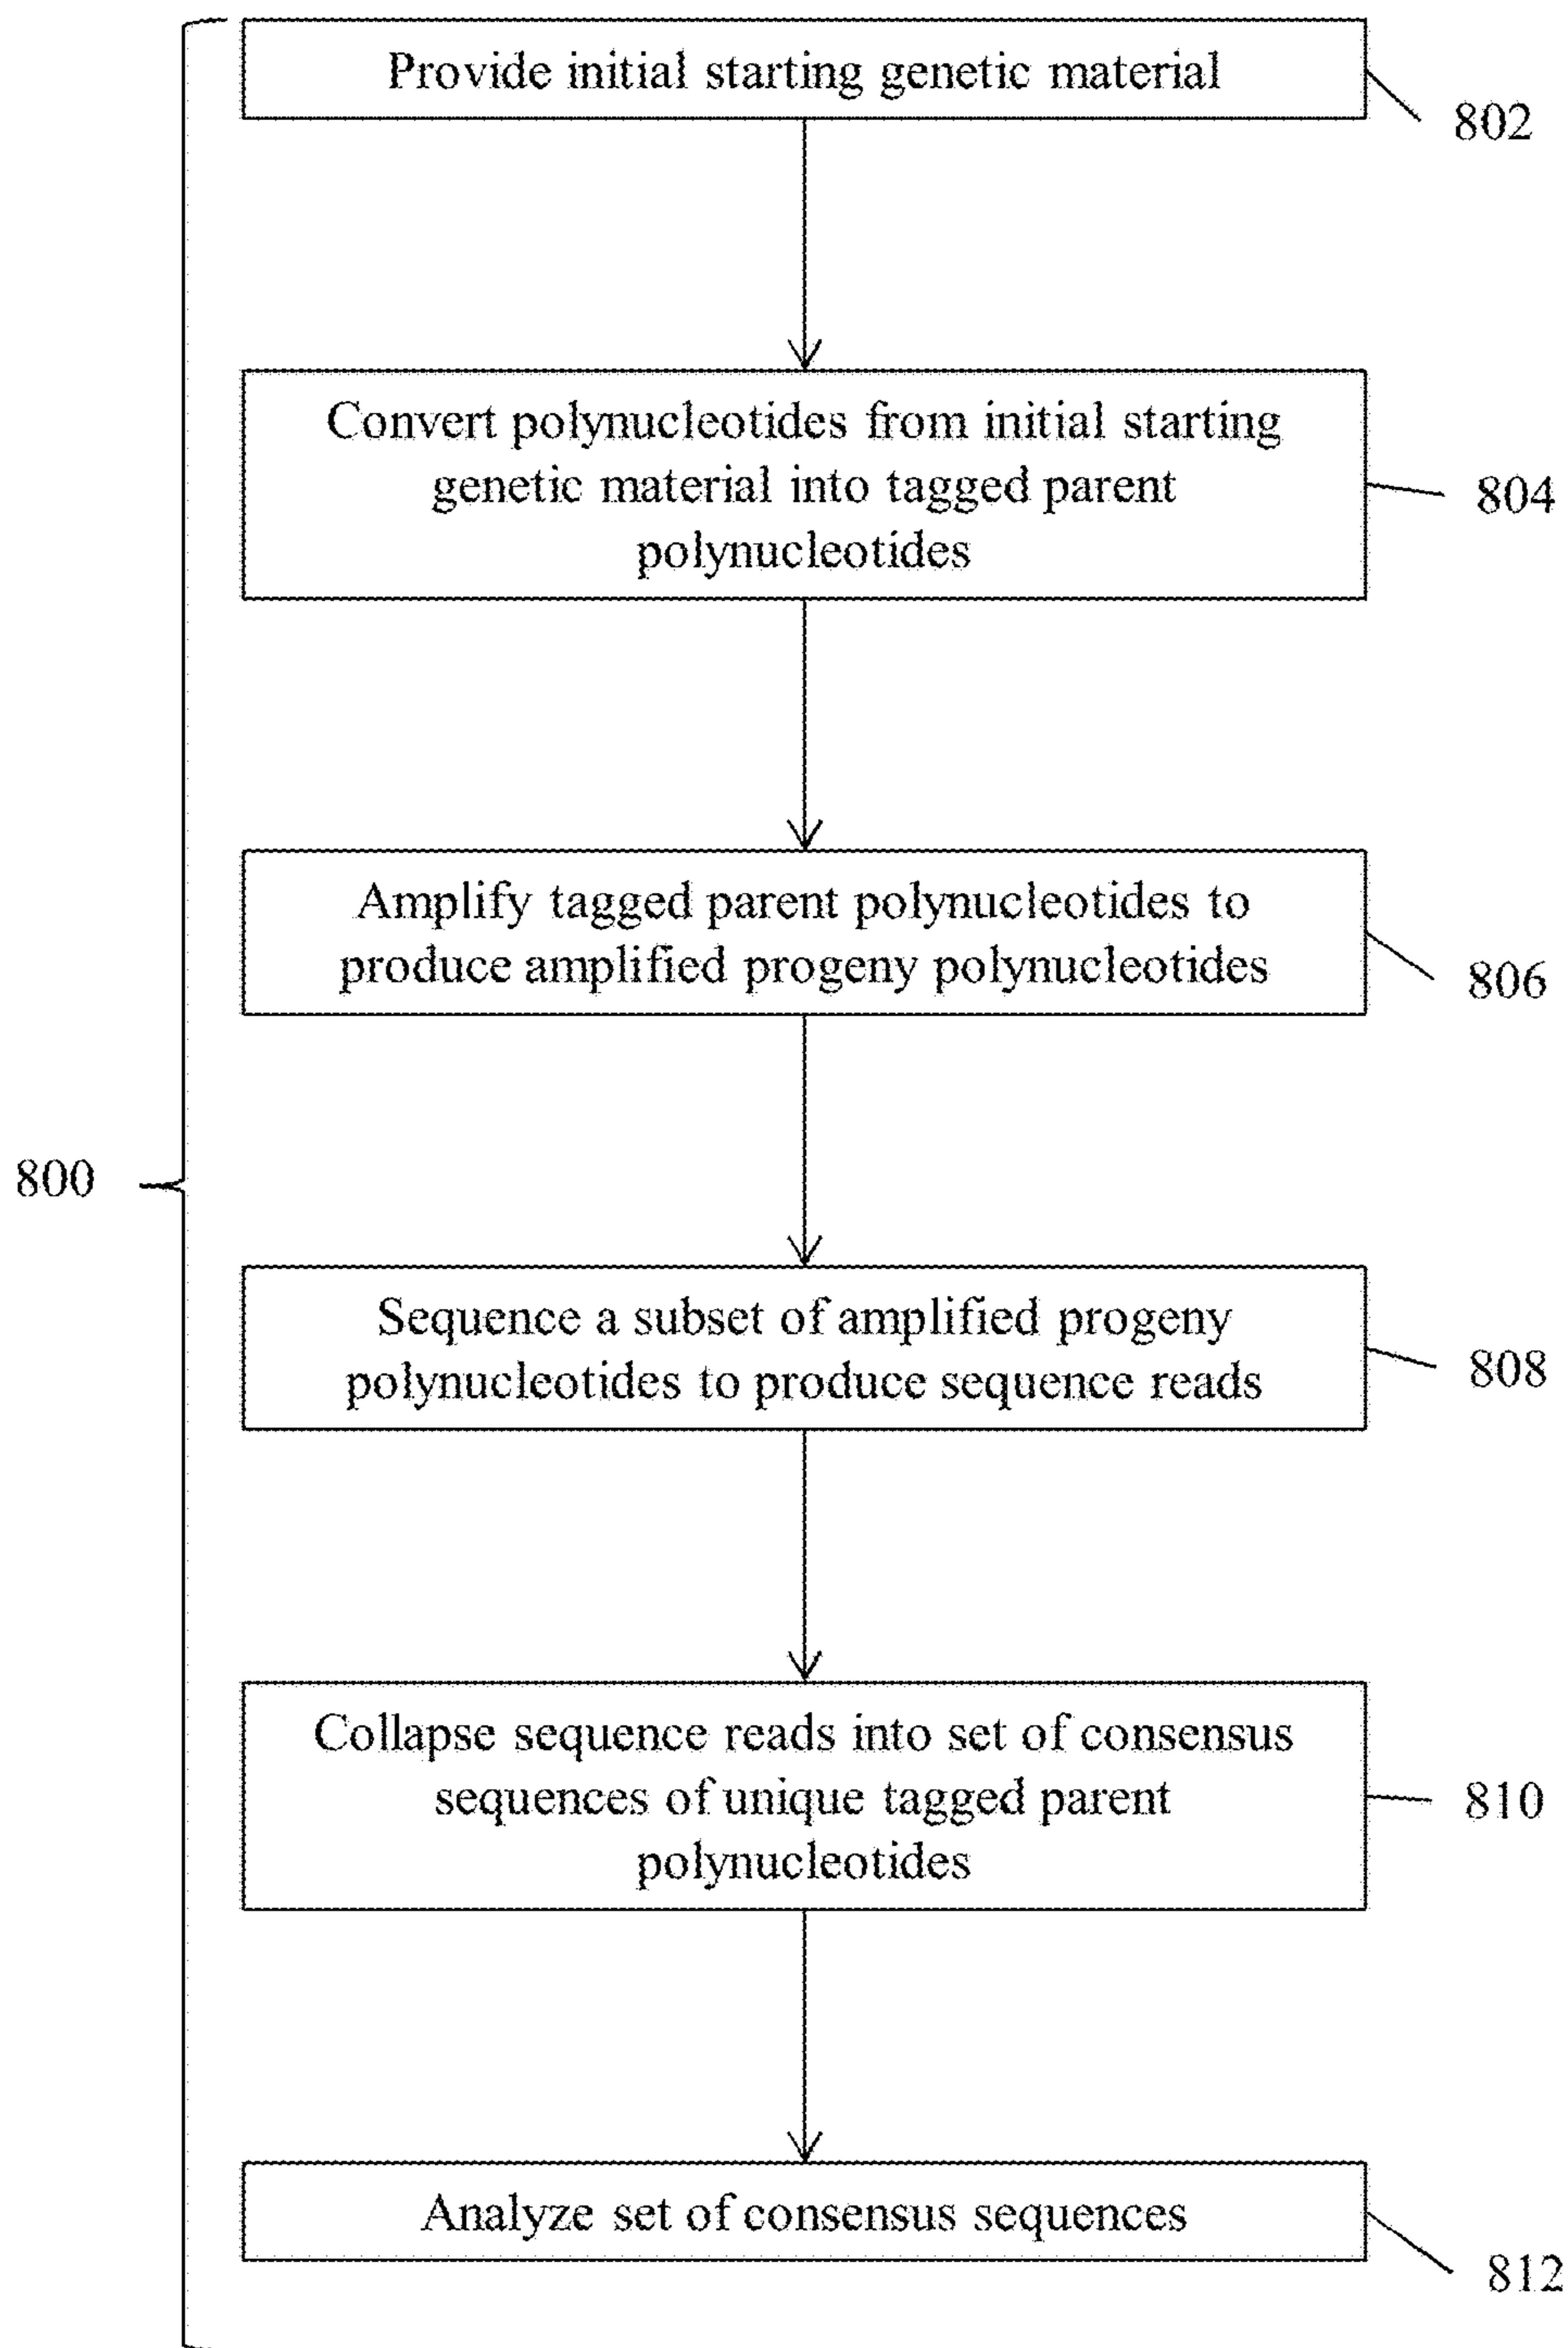 Provide initial starting genetic material
802
Convert polynucleotides from initial starting
genetic material into tagged parent
polynucleotides
804
Amplify tagged parent polynucleotides to
produce amplified progeny polynucleotides
806
800
Sequence a subset of amplified progeny
polynucleotides to produce sequence reads
808
Collapse sequence reads into set of consensus
sequences of unique tagged parent
polynucleotides
810
Analyze set of consensus sequences
812